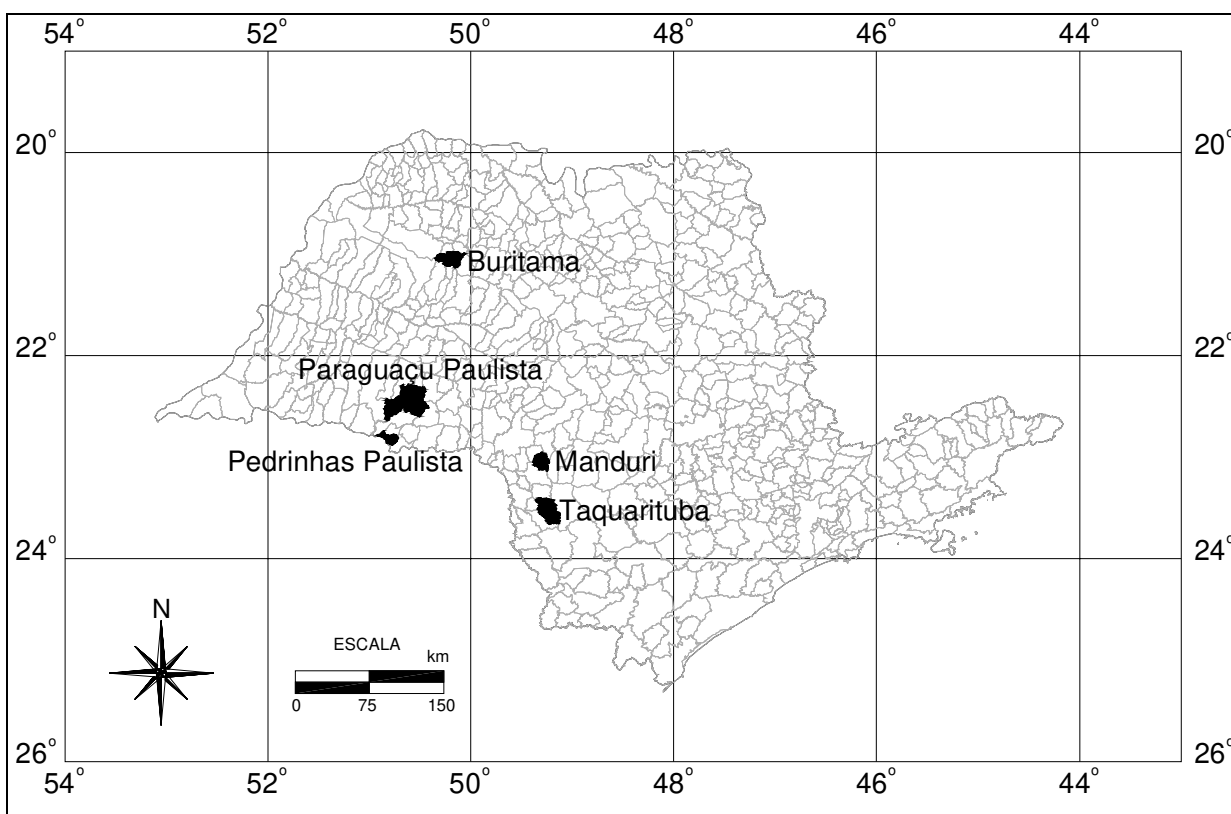 54° 52° 50° 48° 46° 44°
20° 20°
Buritama
22° 22°
Paraguaçu Paulista
Pedrinhas Paulista Manduri
Taquarituba
24° 24°
N
ESCALA
km
0 75 150
26° 26°
54° 52° 50° 48° 46° 44°